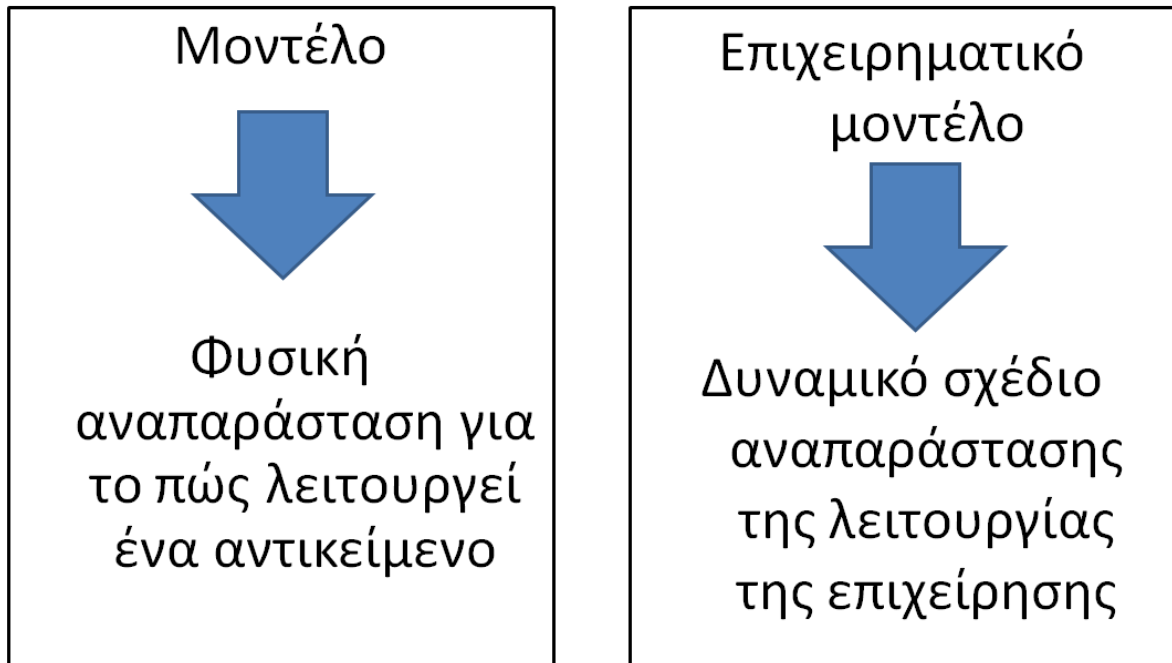 Μοντέλο
Φυσική
αναπαράσταση για
το πώς λειτουργεί
ένα αντικείμενο
Επιχειρηματικό
μοντέλο
Δυναμικό σχέδιο
αναπαράστασης
της λειτουργίας
της επιχείρησης